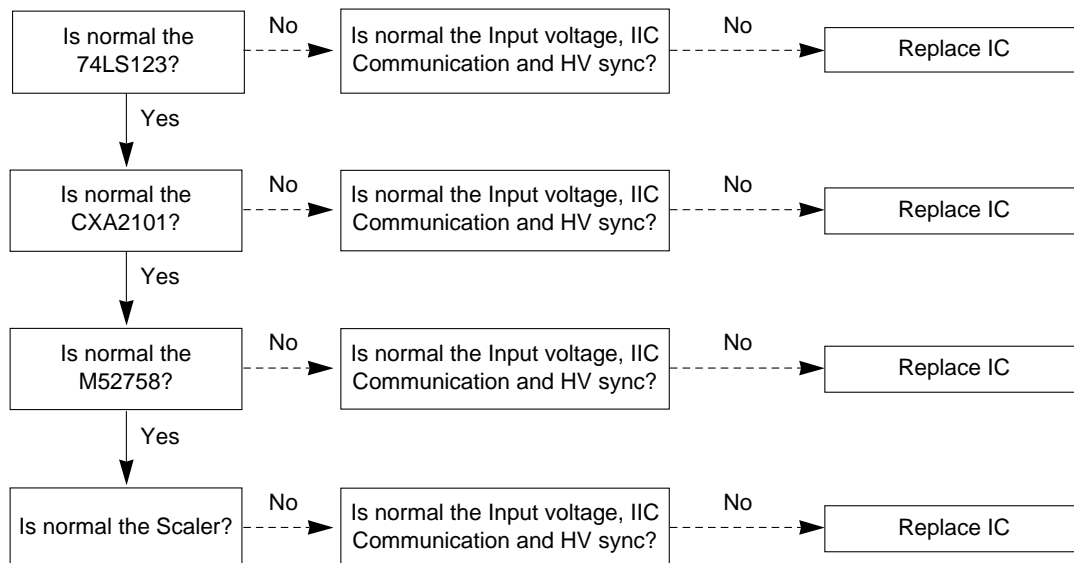 Is normal the
74LS123?
No
Is normal the Input voltage, IIC
Communication and HV sync?
No
Replace IC
Yes
Is normal the
CXA2101?
No
Is normal the Input voltage, IIC
Communication and HV sync?
No
Replace IC
Yes
Is normal the
M52758?
No
Is normal the Input voltage, IIC
Communication and HV sync?
No
Replace IC
Yes
Is normal the Scaler?
No
Is normal the Input voltage, IIC
Communication and HV sync?
No
Replace IC